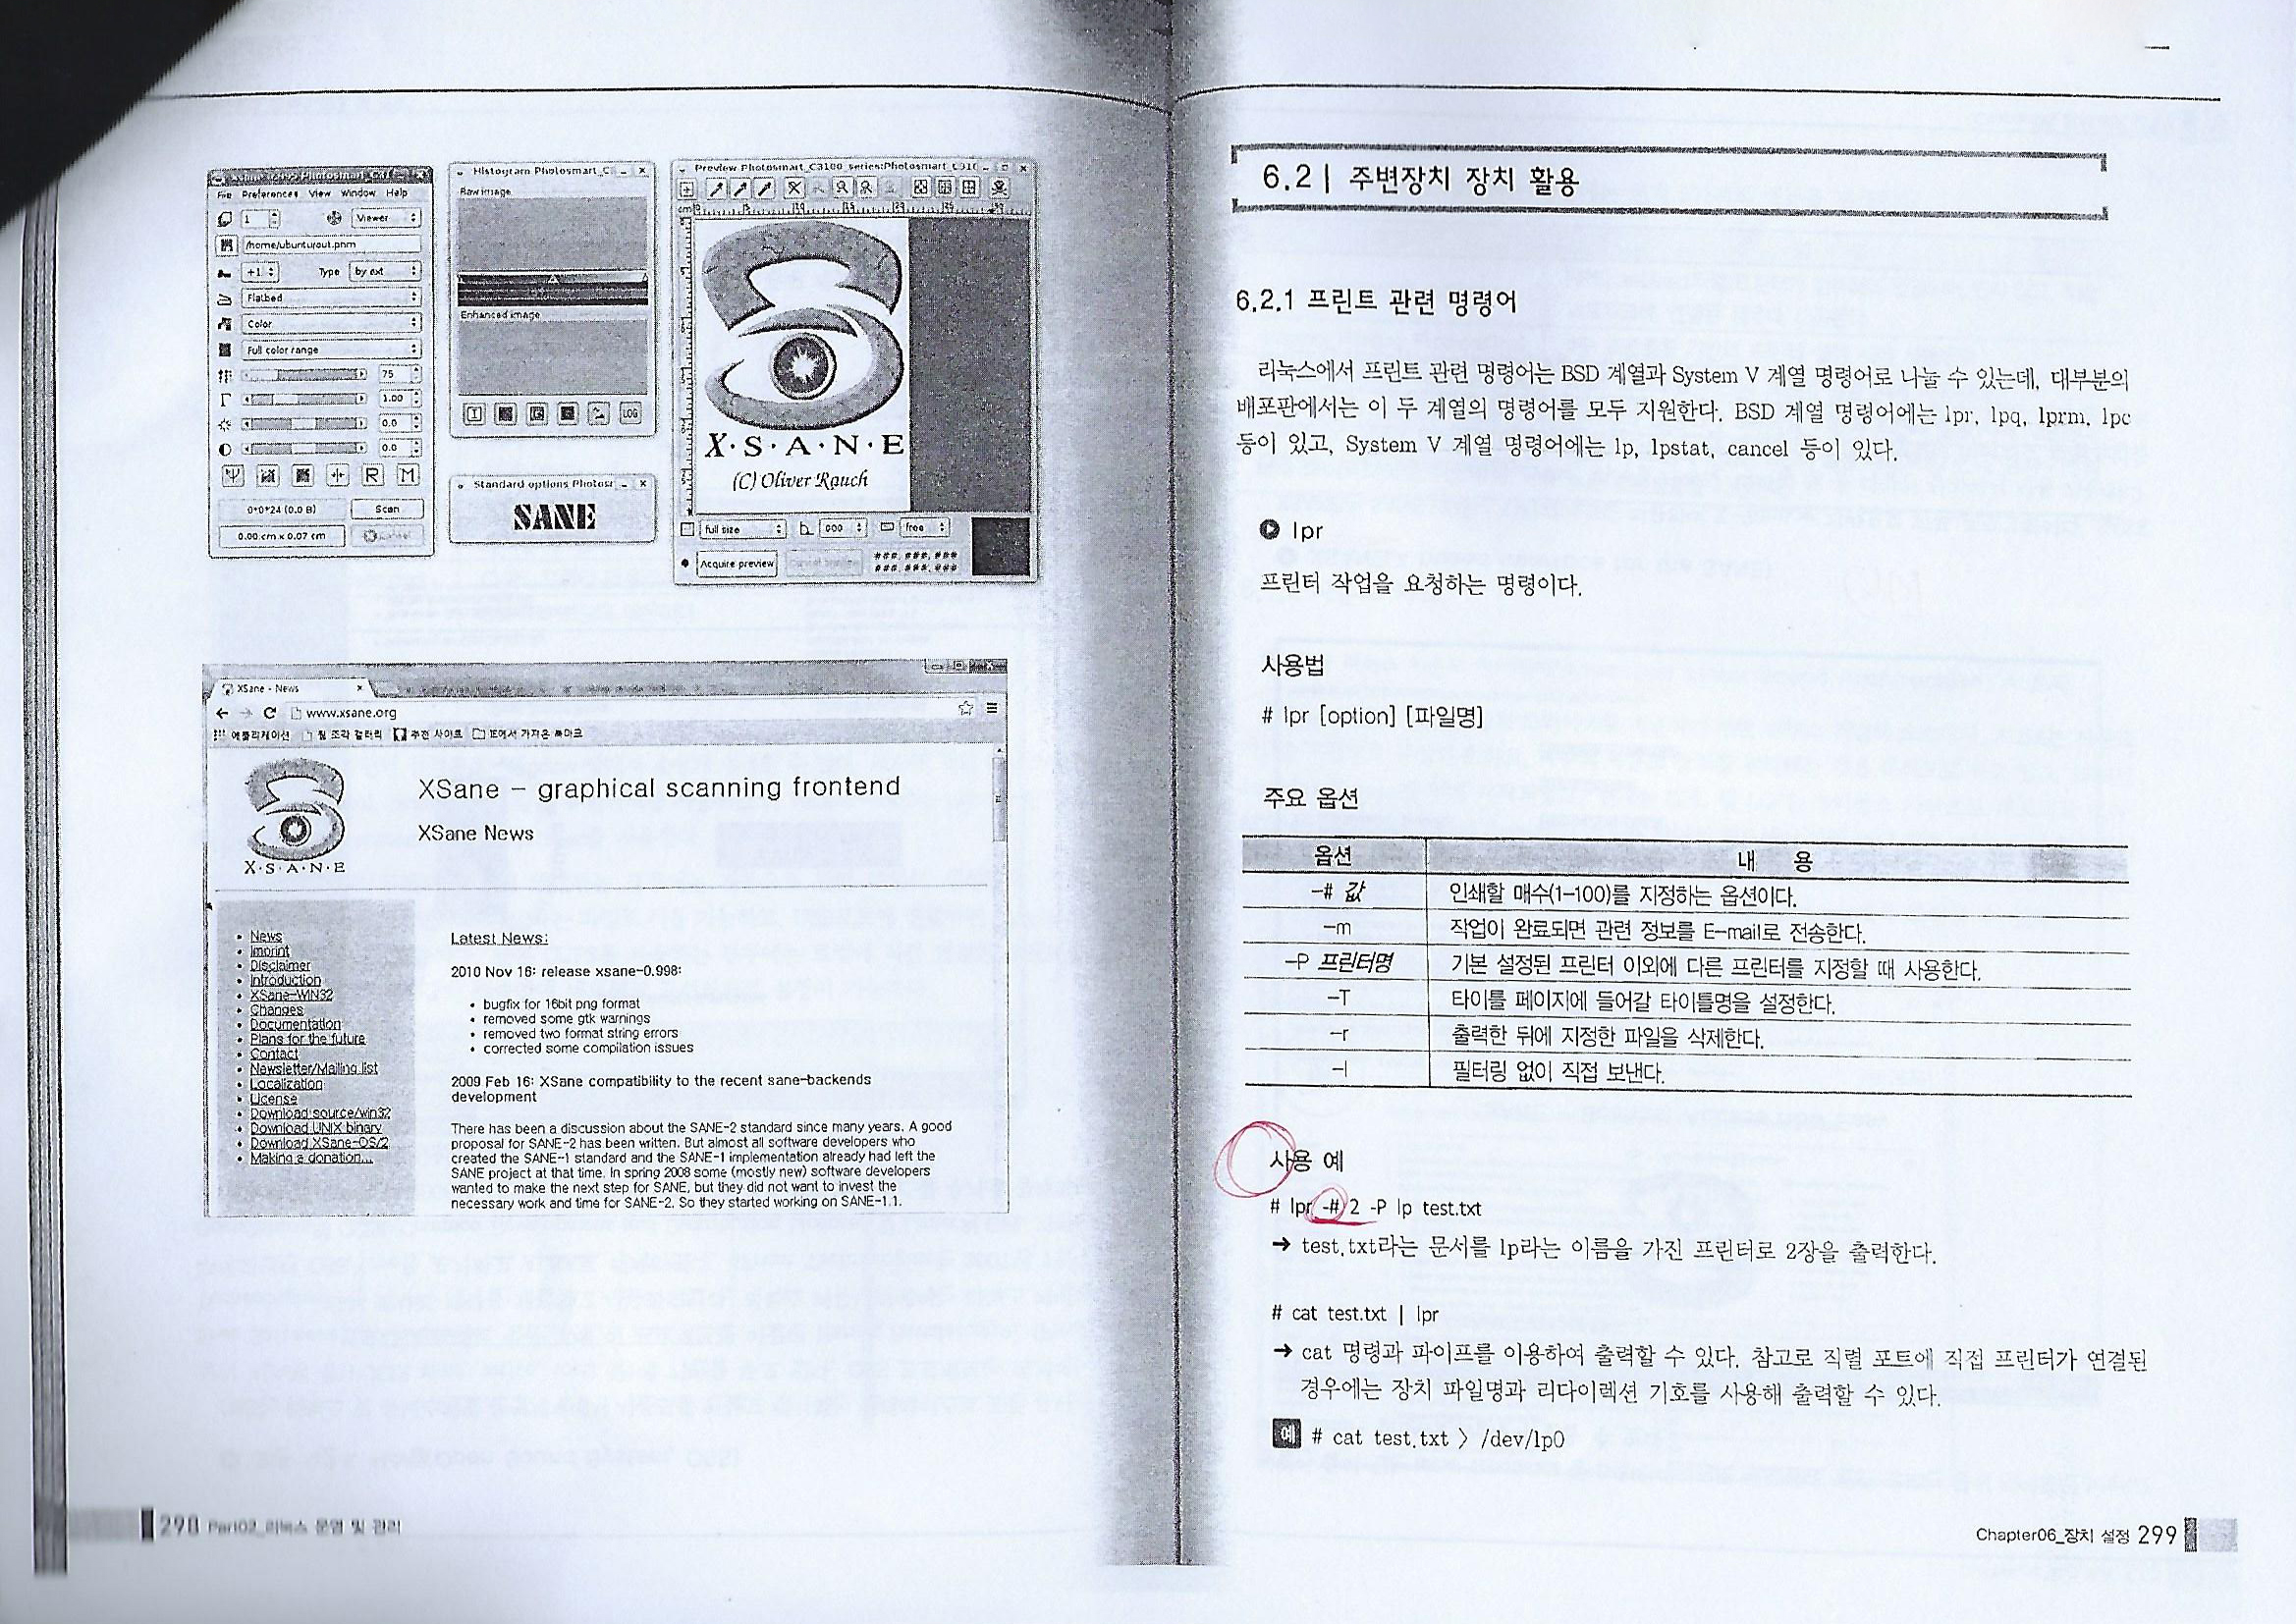 XSane
File Preferences View Window Help
1
Viewer
/home/ubuntu/out.pnm
+1
Type
by ext
Flatbed
Color
Full color range
75
1.00
0.0
0.0
0*0*24 (0.0 B)
Scan
0.00 cm x 0.07 cm
Cancel
Histogram Photosmart_C
Raw image
Enhanced image
LOG
Standard options Photosr
SANE
Preview Photosmart_C3100_series:Photosmart_C310
cm
X·S·A·N·E
(C) Oliver Rauch
full size
000
free
Acquire preview
###, ###, ###
###, ###, ###
XSane - News
www.xsane.org
애플리케이션 웹 조각 갤러리 추천 사이트 IE에서 가져온 북마크
X·S·A·N·E
XSane - graphical scanning frontend
XSane News
• News
• Imprint
• Disclaimer
• Introduction
• XSane-WIN32
• Changes
• Documentation
• Plans for the future
• Contact
• Newsletter/Mailing list
• Localization
• License
• Download source/win32
• Download UNIX binary
• Download XSane-OS/2
• Making a donation...
Latest News:
2010 Nov 16: release xsane-0.998:
• bugfix for 16bit png format
• removed some gtk warnings
• removed two format string errors
• corrected some compilation issues
2009 Feb 16: XSane compatibility to the recent sane-backends
development
There has been a discussion about the SANE-2 standard since many years. A good
proposal for SANE-2 has been written. But almost all software developers who
created the SANE-1 standard and the SANE-1 implementation already had left the
SANE project at that time. In spring 2008 some (mostly new) software developers
wanted to make the next step for SANE, but they did not want to invest the
necessary work and time for SANE-2. So they started working on SANE-1.1.
298 Part02_리눅스 운영 및 관리
6.2 | 주변장치 장치 활용
6.2.1 프린트 관련 명령어
리눅스에서 프린트 관련 명령어는 BSD 계열과 System V 계열 명령어로 나눌 수 있는데, 대부분의
배포판에서는 이 두 계열의 명령어를 모두 지원한다. BSD 계열 명령어에는 lpr, lpq, lprm, lpc
등이 있고, System V 계열 명령어에는 lp, lpstat, cancel 등이 있다.
lpr
프린터 작업을 요청하는 명령이다.
사용법
# lpr [option] [파일명]
주요 옵션
옵션 내 용
-# 값 인쇄할 매수(1-100)를 지정하는 옵션이다.
-m 작업이 완료되면 관련 정보를 E-mail로 전송한다.
-P 프린터명 기본 설정된 프린터 이외에 다른 프린터를 지정할 때 사용한다.
-T 타이틀 페이지에 들어갈 타이틀명을 설정한다.
-r 출력한 뒤에 지정한 파일을 삭제한다.
-l 필터링 없이 직접 보낸다.
사용 예
# lpr -# 2 -P lp test.txt
➔ test.txt라는 문서를 lp라는 이름을 가진 프린터로 2장을 출력한다.
# cat test.txt | lpr
➔ cat 명령과 파이프를 이용하여 출력할 수 있다. 참고로 직렬 포트에 직접 프린터가 연결된
경우에는 장치 파일명과 리다이렉션 기호를 사용해 출력할 수 있다.
예 # cat test.txt > /dev/lp0
Chapter06_장치 설정 299